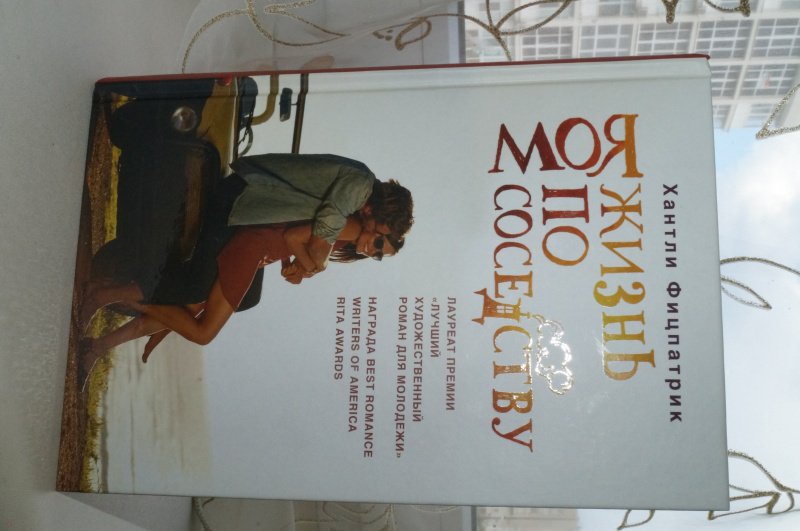 Хантли Фицпатрик
МОЯ ЖИЗНЬ
ПО
СОСЕДСТВУ
ЛАУРЕАТ ПРЕМИИ
«ЛУЧШИЙ
ХУДОЖЕСТВЕННЫЙ
РОМАН ДЛЯ МОЛОДЕЖИ»
НАГРАДА BEST ROMANCE
WRITERS OF AMERICA
RITA AWARDS